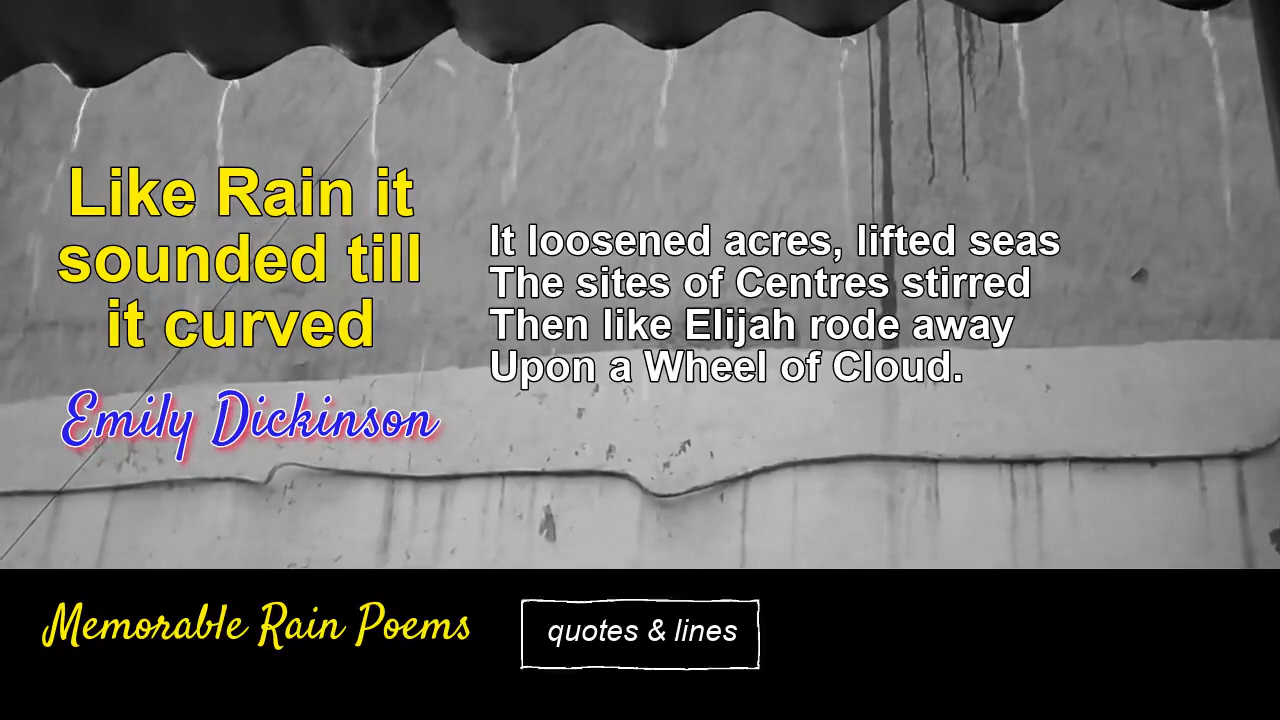 Like Rain it
sounded till
it curved
Emily Dickinson
It loosened acres, lifted seas
The sites of Centres stirred
Then like Elijah rode away
Upon a Wheel of Cloud.
Memorable Rain Poems
quotes & lines